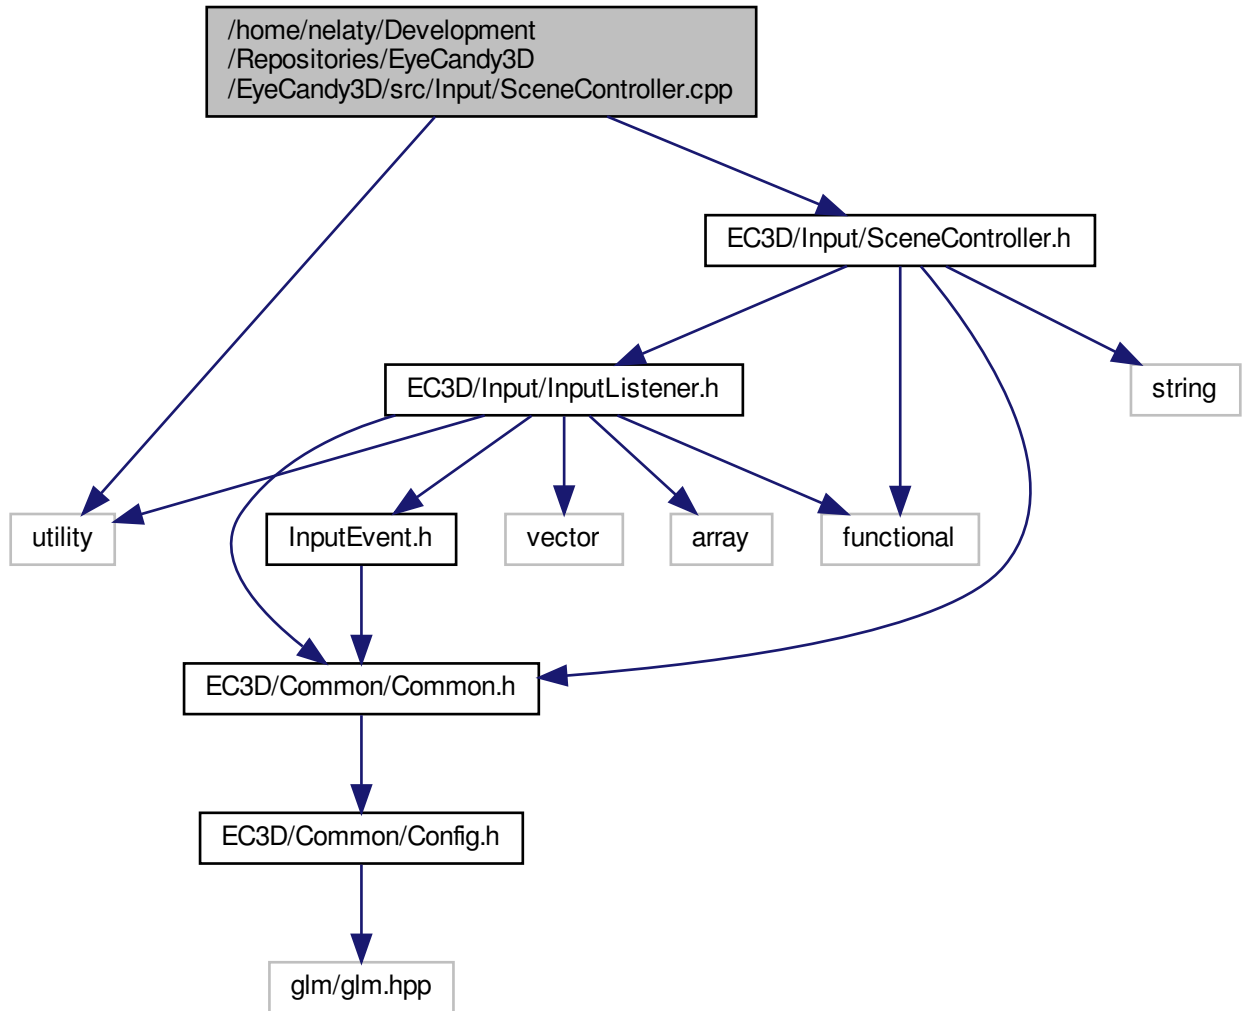 /home/nelaty/Development
/Repositories/EyeCandy3D
/EyeCandy3D/src/Input/SceneController.cpp
EC3D/Input/SceneController.h
EC3D/Input/InputListener.h
string
utility
InputEvent.h
vector
array
functional
EC3D/Common/Common.h
EC3D/Common/Config.h
glm/glm.hpp